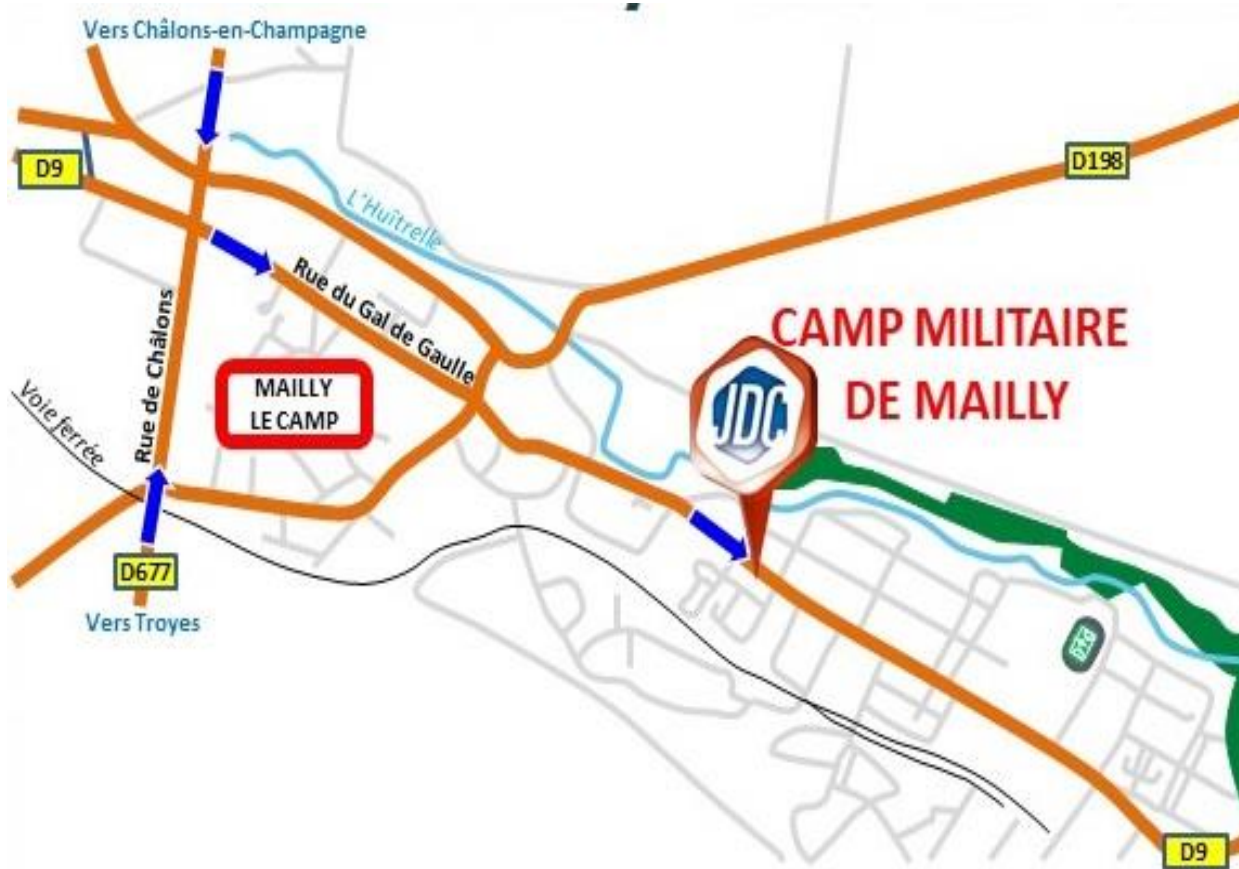 Vers Châlons-en-Champagne
D9
D198
L'Huîtrelle
Rue du Gal de Gaulle
CAMP MILITAIRE
DE MAILLY
JDC
Rue de Châlons
MAILLY
LE CAMP
Voie ferrée
D677
Vers Troyes
D9